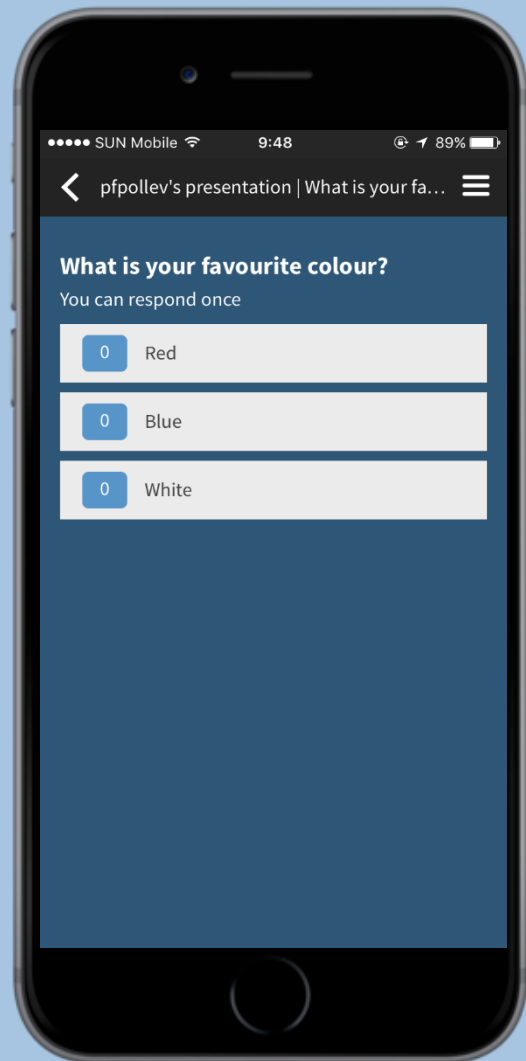 SUN Mobile 9:48 89%
pfpollev's presentation | What is your fa...
What is your favourite colour?
You can respond once
0 Red
0 Blue
0 White